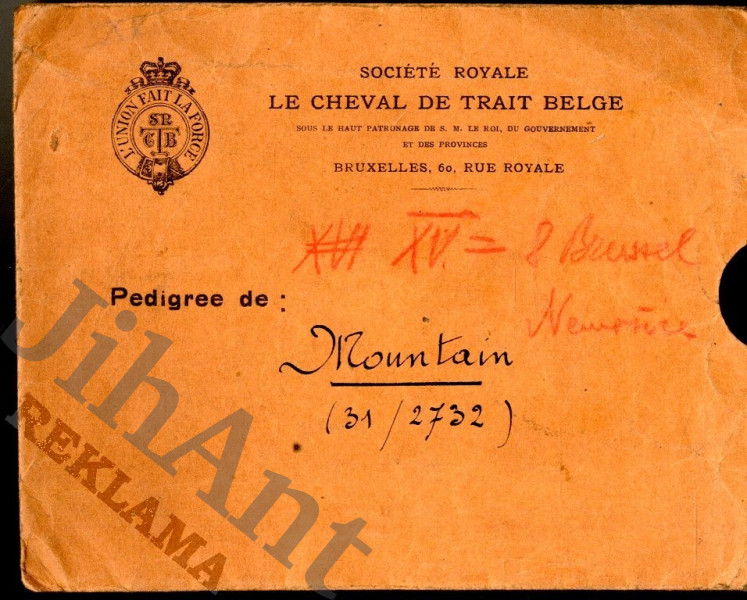 L'UNION FAIT LA FORCE
SR
CTB
SOCIÉTÉ ROYALE
LE CHEVAL DE TRAIT BELGE
SOUS LE HAUT PATRONAGE DE S. M. LE ROI, DU GOUVERNEMENT
ET DES PROVINCES
BRUXELLES, 60, RUE ROYALE
XVI XV. = 8 Brussel
Pedigree de :
Mountain
(31/2732)
JihAnt
REKLAMA